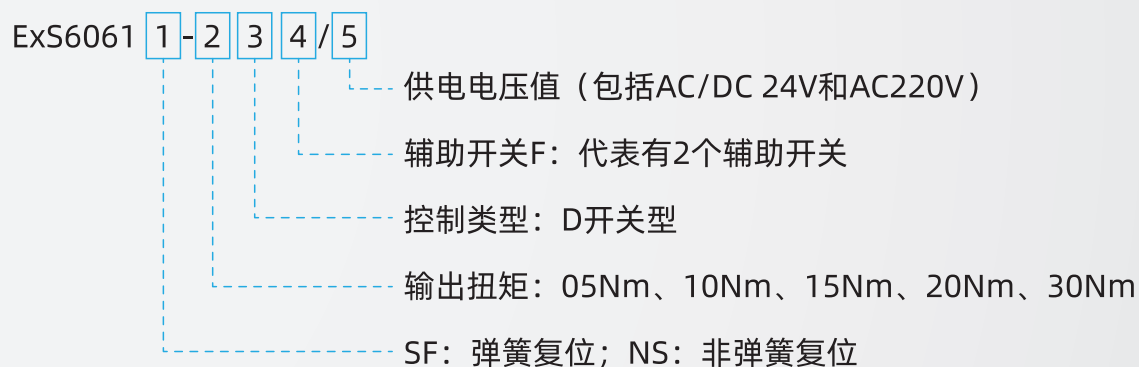 ExS6061 1-2 3 4/5
供电电压值（包括AC/DC 24V和AC220V）
辅助开关F：代表有2个辅助开关
控制类型：D开关型
输出扭矩：05Nm、10Nm、15Nm、20Nm、30Nm
SF：弹簧复位；NS：非弹簧复位